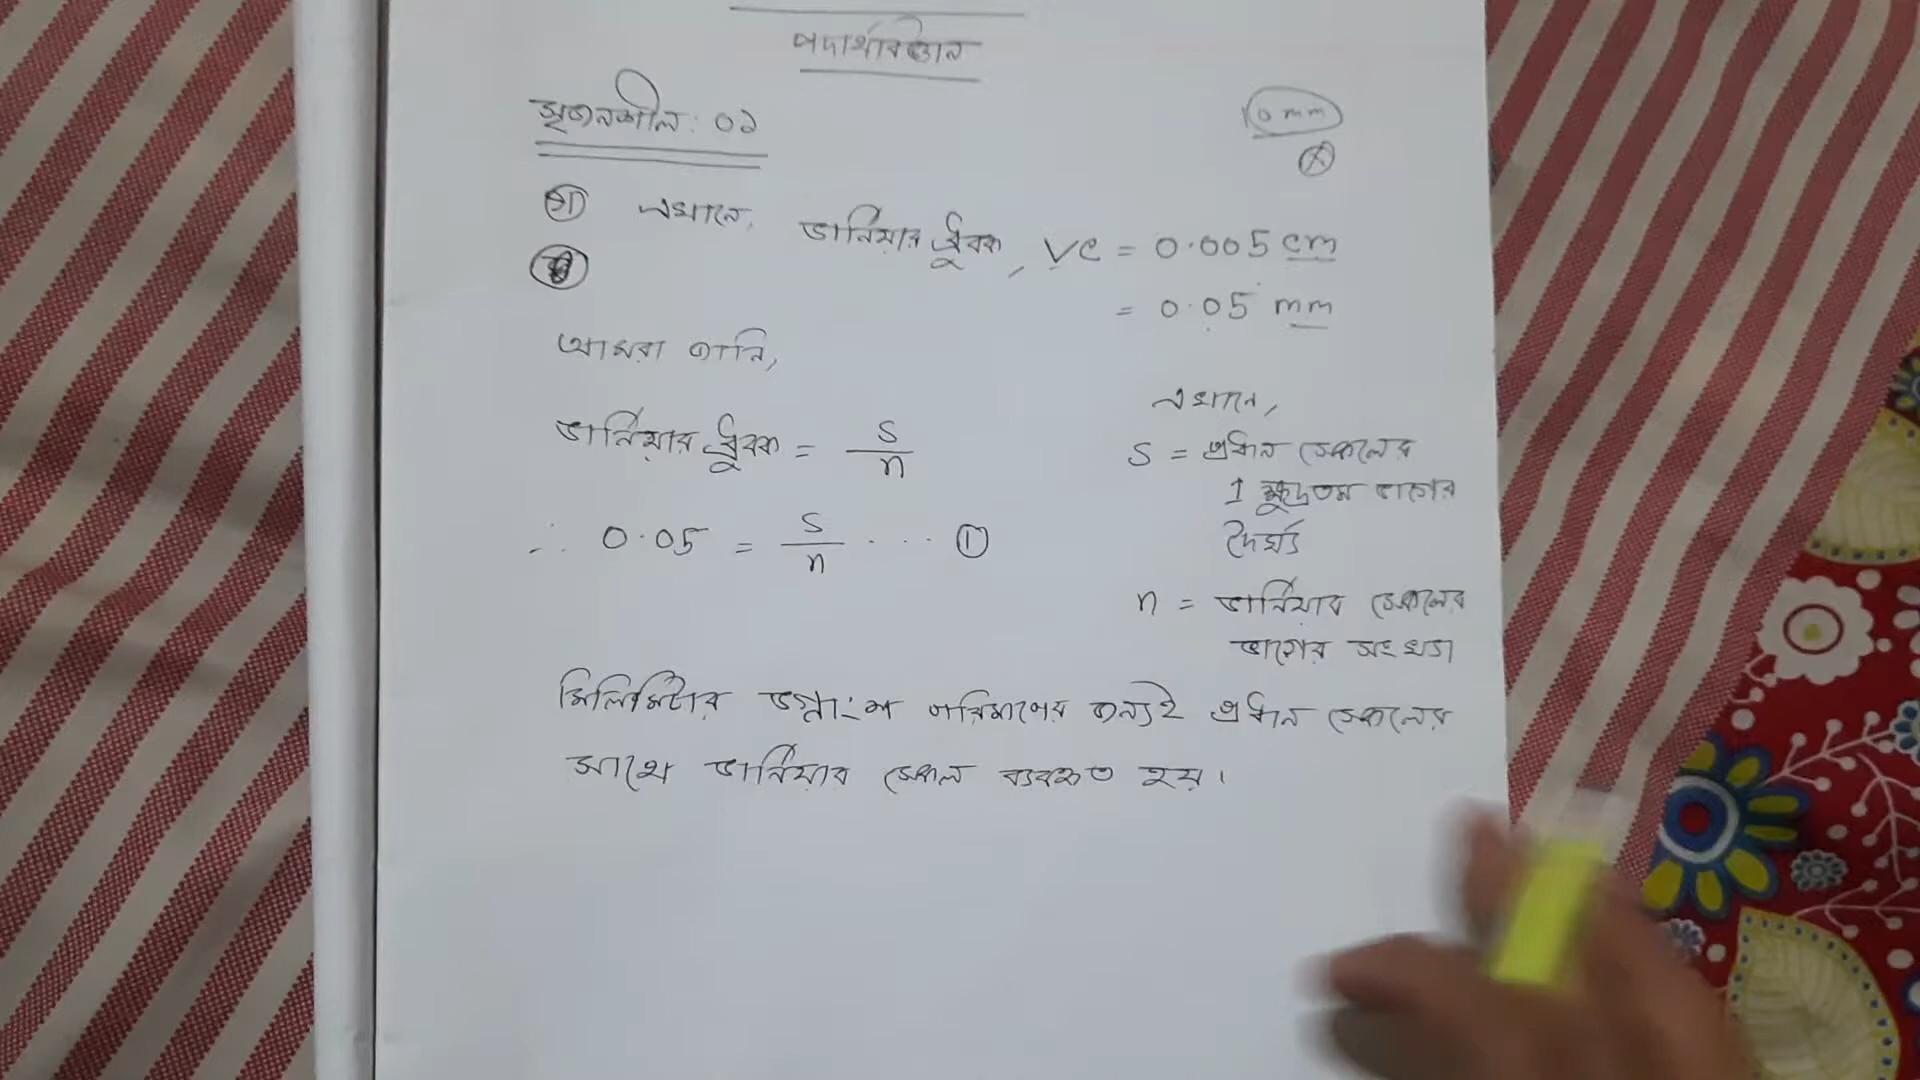 পদার্থবিজ্ঞান
সৃজনশীল: ০১
0 mm
গ) এখানে, ভার্নিয়ার ধ্রুবক, VC = 0.005 cm
= 0.05 mm
আমরা জানি,
ভার্নিয়ার ধ্রুবক = S/n
∴ 0.05 = S/n ... ①
এখানে,
S = প্রধান স্কেলের
1 ক্ষুদ্রতম ভাগের
দৈর্ঘ্য
n = ভার্নিয়ার স্কেলের
ভাগের সংখ্যা
মিলিমিটার ভগ্নাংশ পরিমাপের জন্যই প্রধান স্কেলের
সাথে ভার্নিয়ার স্কেল ব্যবহৃত হয়।